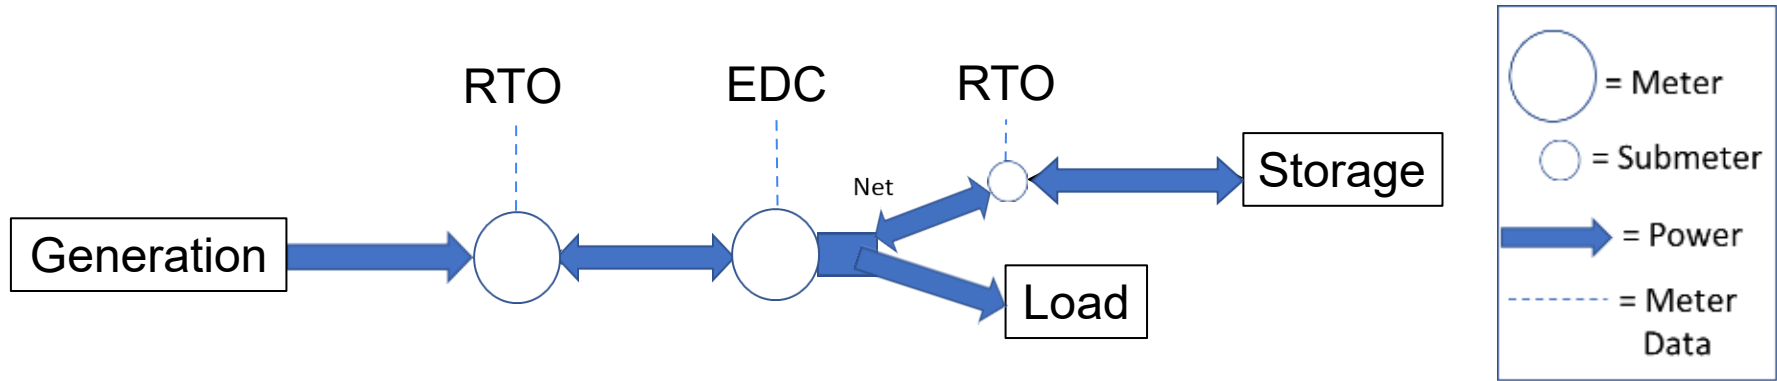 RTO
EDC
RTO
Net
Generation
Storage
Load
= Meter
= Submeter
= Power
= Meter
Data